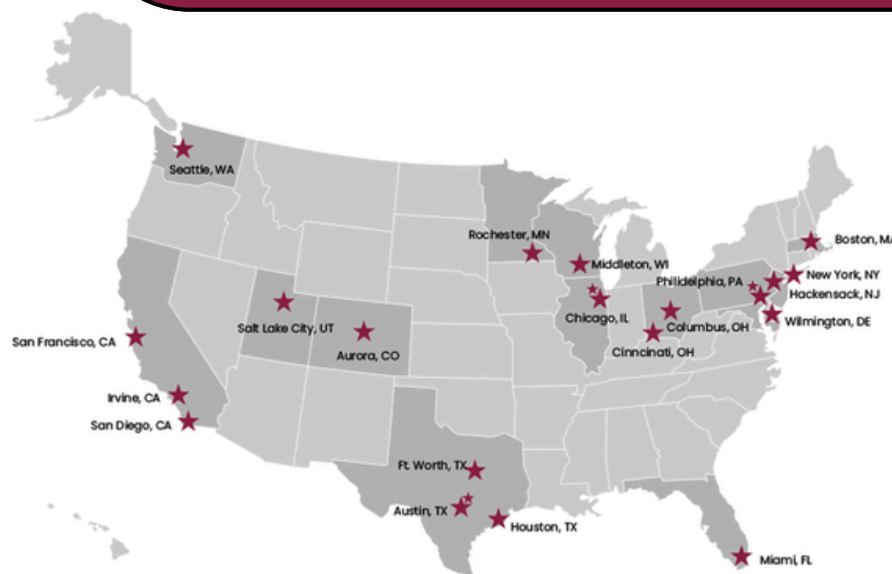 Seattle, WA
Rochester, MN
Boston, MA
Middleton, WI
New York, NY
Philidelphia, PA
Hackensack, NJ
Chicago, IL
Salt Lake City, UT
Columbus, OH
Wilmington, DE
San Francisco, CA
Aurora, CO
Cinncinati, OH
Irvine, CA
San Diego, CA
Ft. Worth, TX
Austin, TX
Houston, TX
Miami, FL